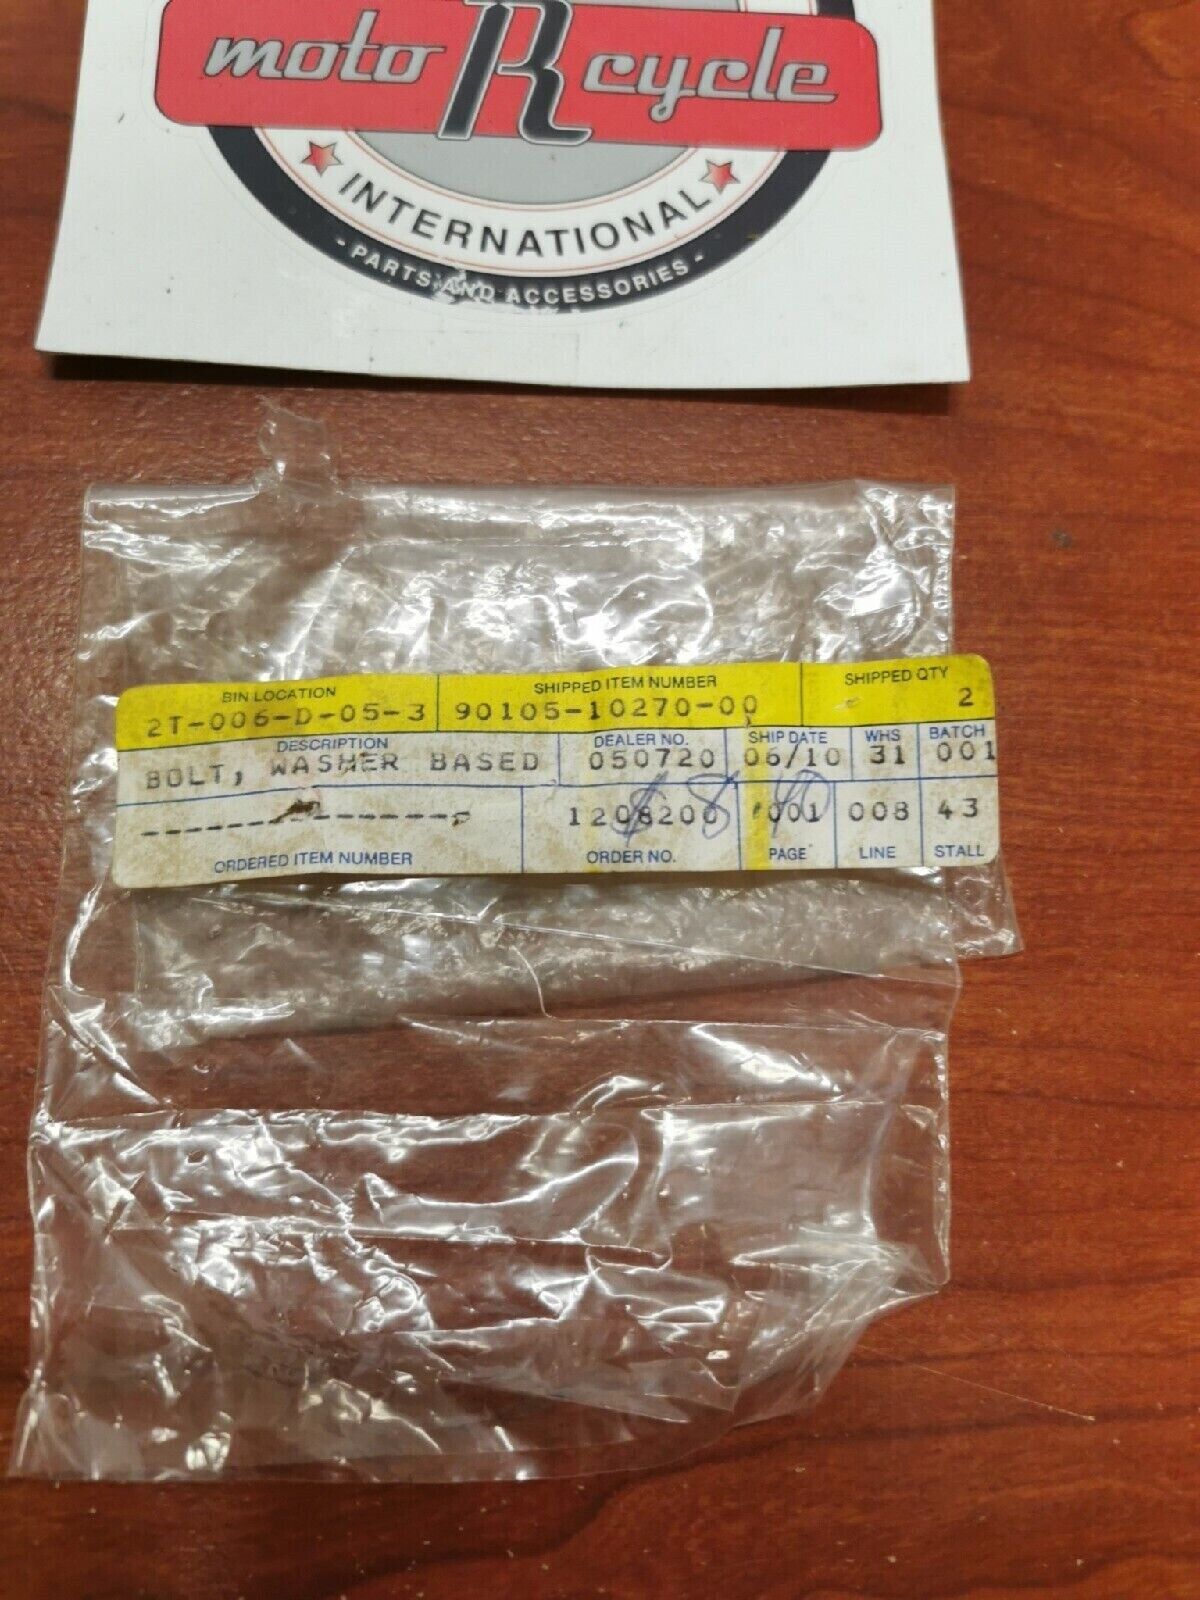 moto R cycle
INTERNATIONAL
- PARTS AND ACCESSORIES -
BIN LOCATION SHIPPED ITEM NUMBER SHIPPED QTY
2T-006-D-05-3 90105-10270-00 2
DESCRIPTION DEALER NO. SHIP DATE WHS BATCH
BOLT, WASHER BASED 050720 06/10 31 001
1208200 001 008 43
$ 8 40
ORDERED ITEM NUMBER ORDER NO. PAGE LINE STALL